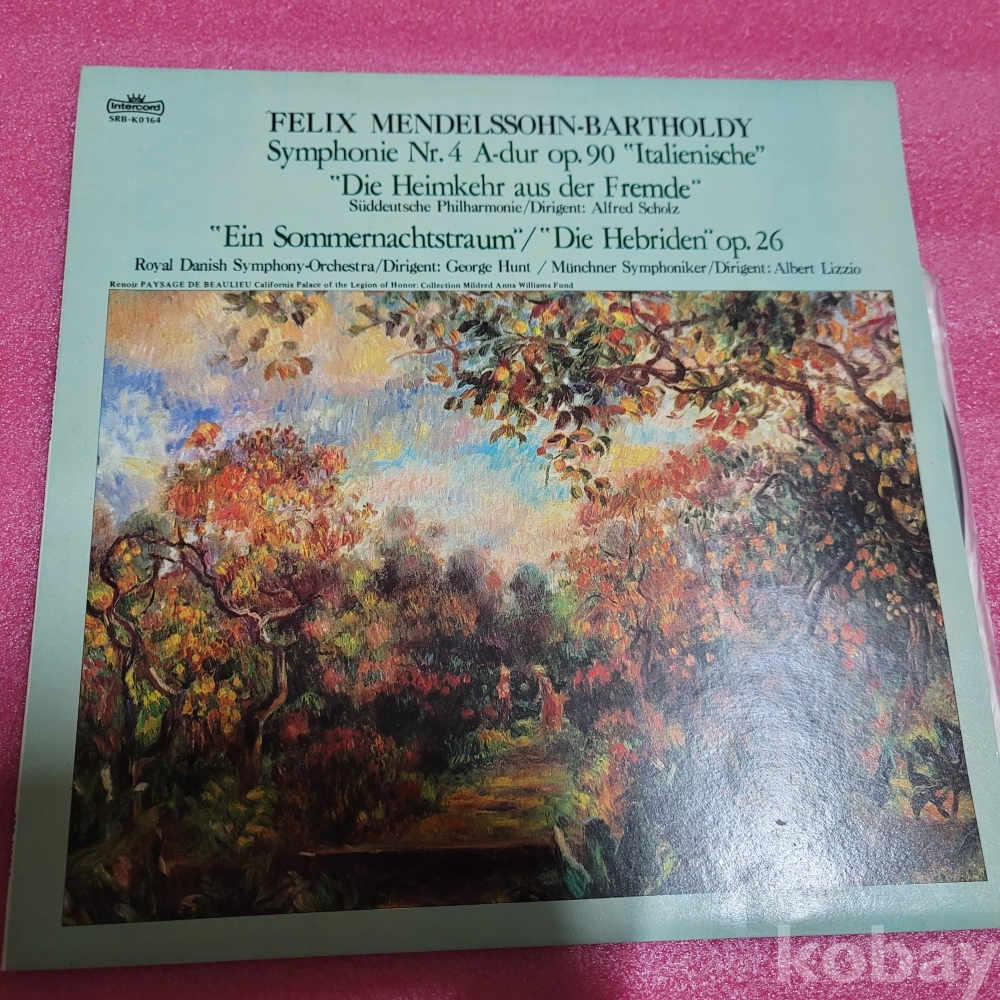 Intercord
SRB-K0164
FELIX MENDELSSOHN-BARTHOLDY
Symphonie Nr. 4 A-dur op. 90 "Italienische"
"Die Heimkehr aus der Fremde"
Süddeutsche Philharmonie/Dirigent: Alfred Scholz
"Ein Sommernachtstraum"/"Die Hebriden" op. 26
Royal Danish Symphony-Orchestra/Dirigent: George Hunt / Münchner Symphoniker/Dirigent: Albert Lizzio
Renoir PAYSAGE DE BEAULIEU California Palace of the Legion of Honor: Collection Mildred Anna Williams Fund
kobay